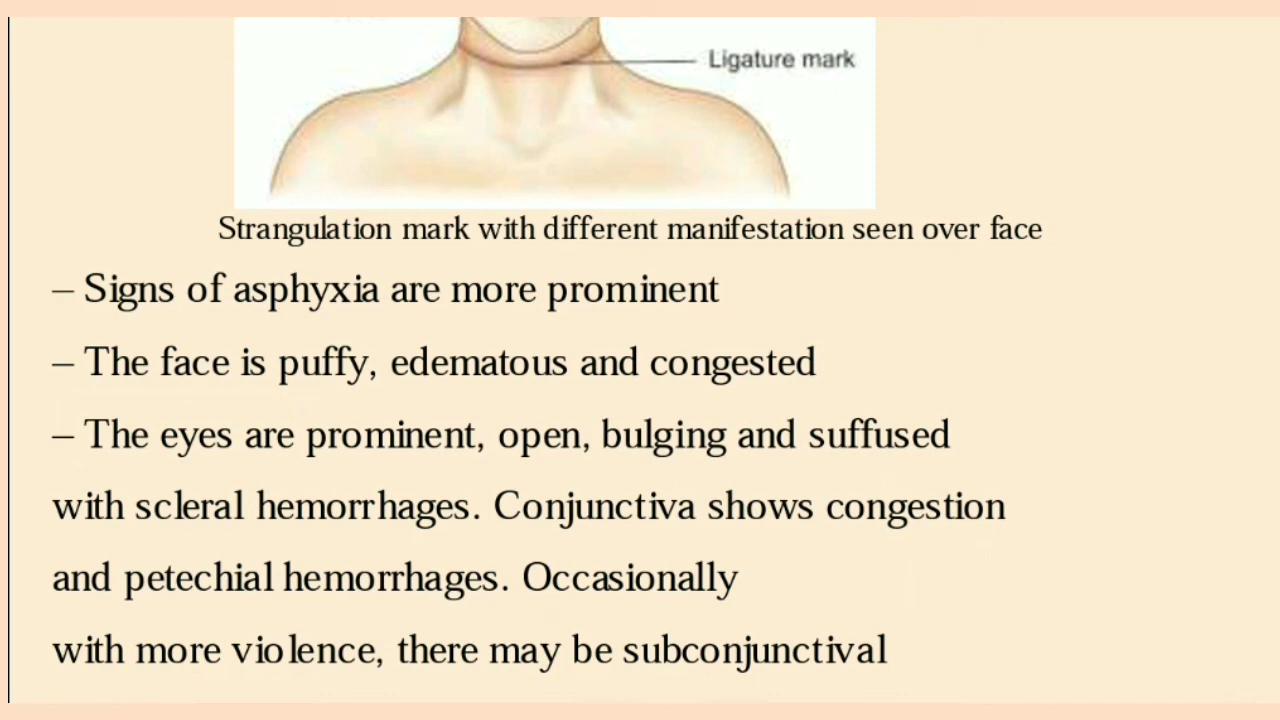 Ligature mark
Strangulation mark with different manifestation seen over face
– Signs of asphyxia are more prominent
– The face is puffy, edematous and congested
– The eyes are prominent, open, bulging and suffused
with scleral hemorrhages. Conjunctiva shows congestion
and petechial hemorrhages. Occasionally
with more violence, there may be subconjunctival